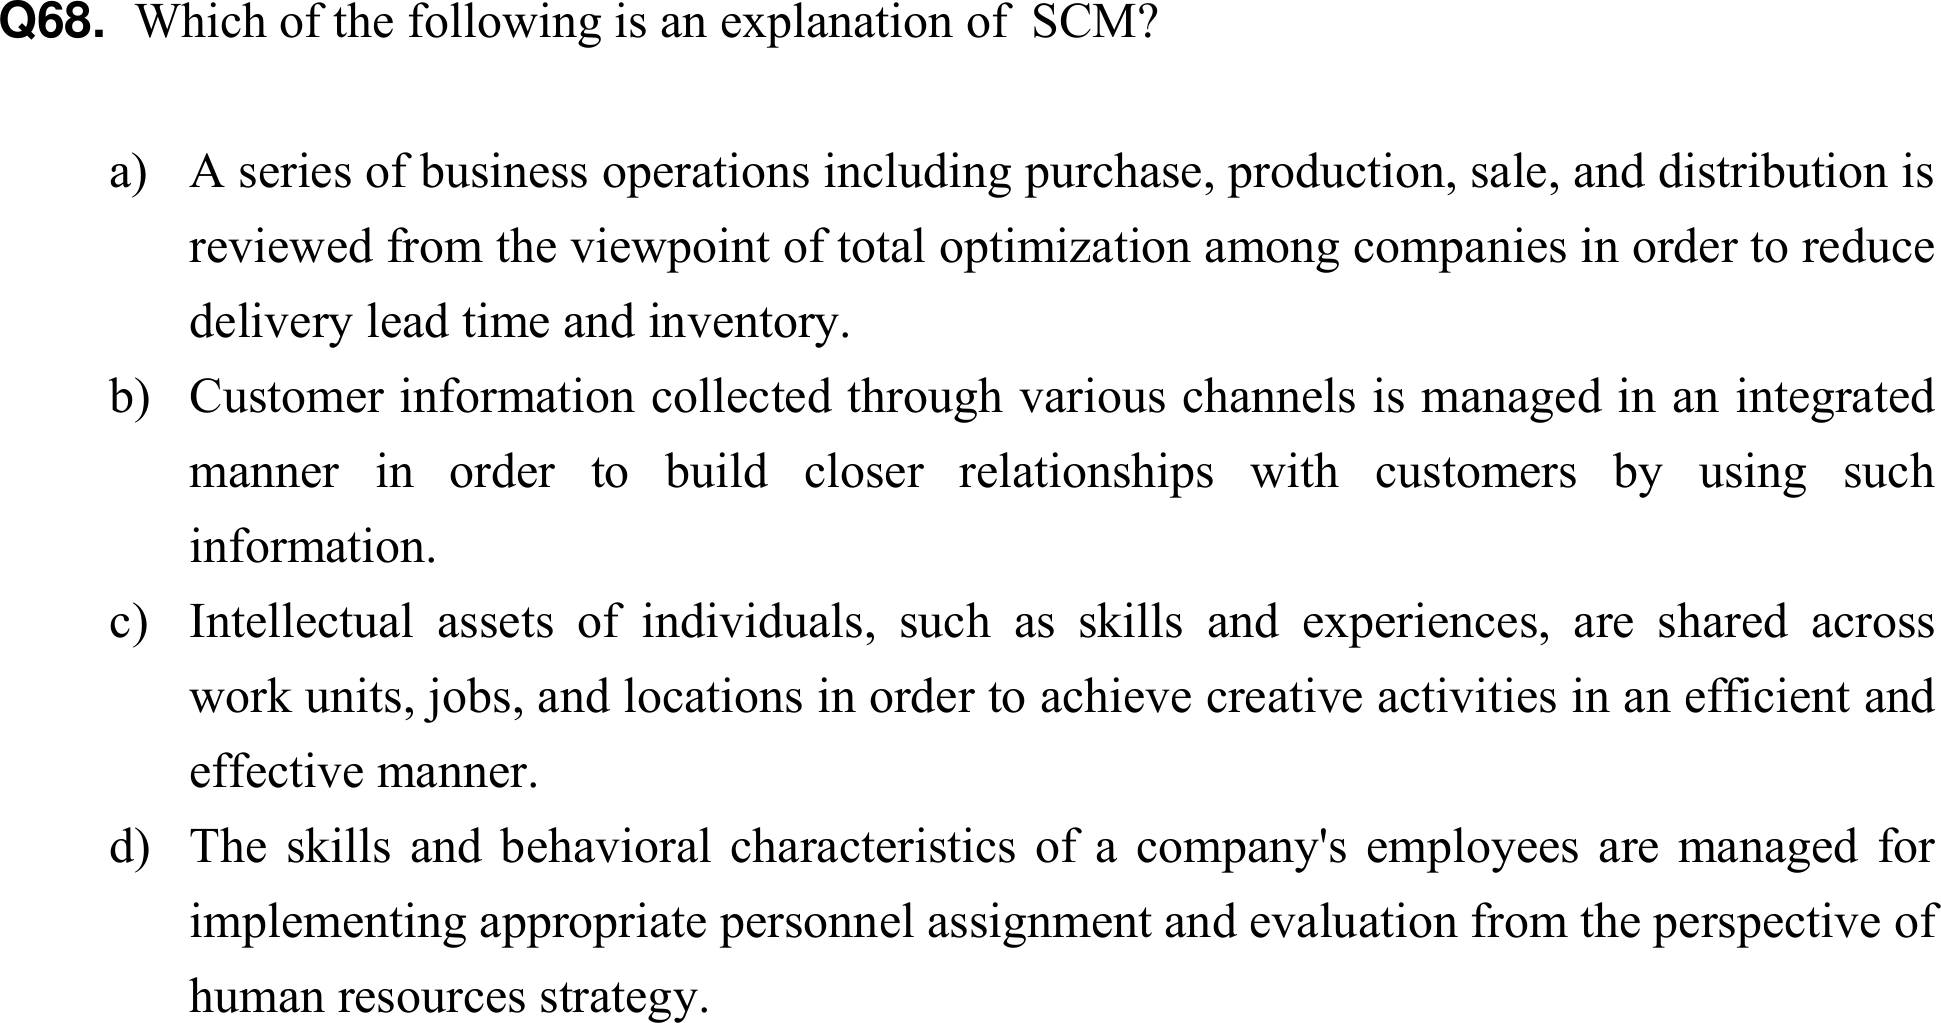 Q68. Which of the following is an explanation of SCM?
a) A series of business operations including purchase, production, sale, and distribution is
reviewed from the viewpoint of total optimization among companies in order to reduce
delivery lead time and inventory.
b) Customer information collected through various channels is managed in an integrated
manner in order to build closer relationships with customers by using such
information.
c) Intellectual assets of individuals, such as skills and experiences, are shared across
work units, jobs, and locations in order to achieve creative activities in an efficient and
effective manner.
d) The skills and behavioral characteristics of a company's employees are managed for
implementing appropriate personnel assignment and evaluation from the perspective of
human resources strategy.